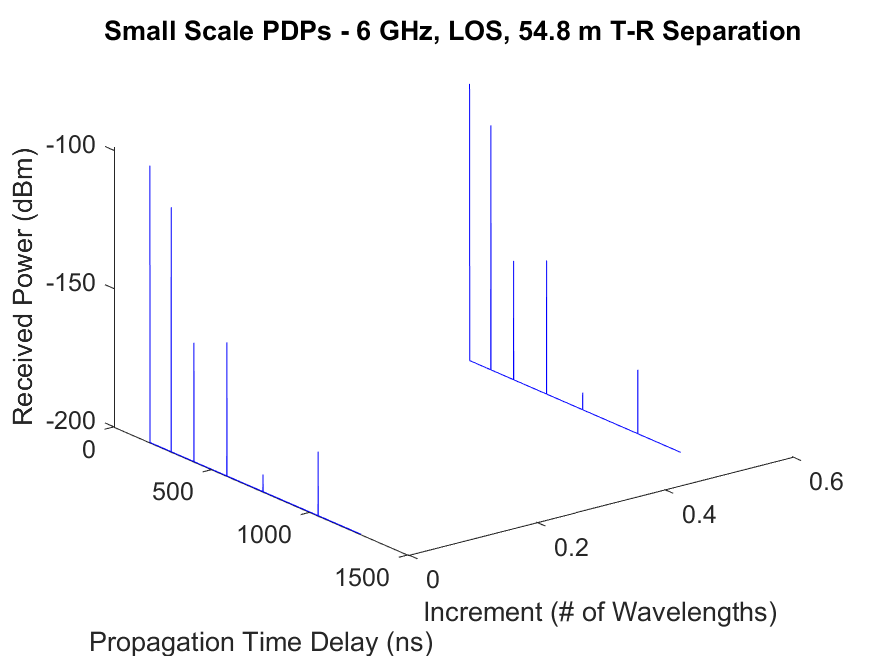 Small Scale PDPs - 6 GHz, LOS, 54.8 m T-R Separation
-100
-150
-200
Received Power (dBm)
0
500
1000
1500
Propagation Time Delay (ns)
0
0.2
0.4
0.6
Increment (# of Wavelengths)